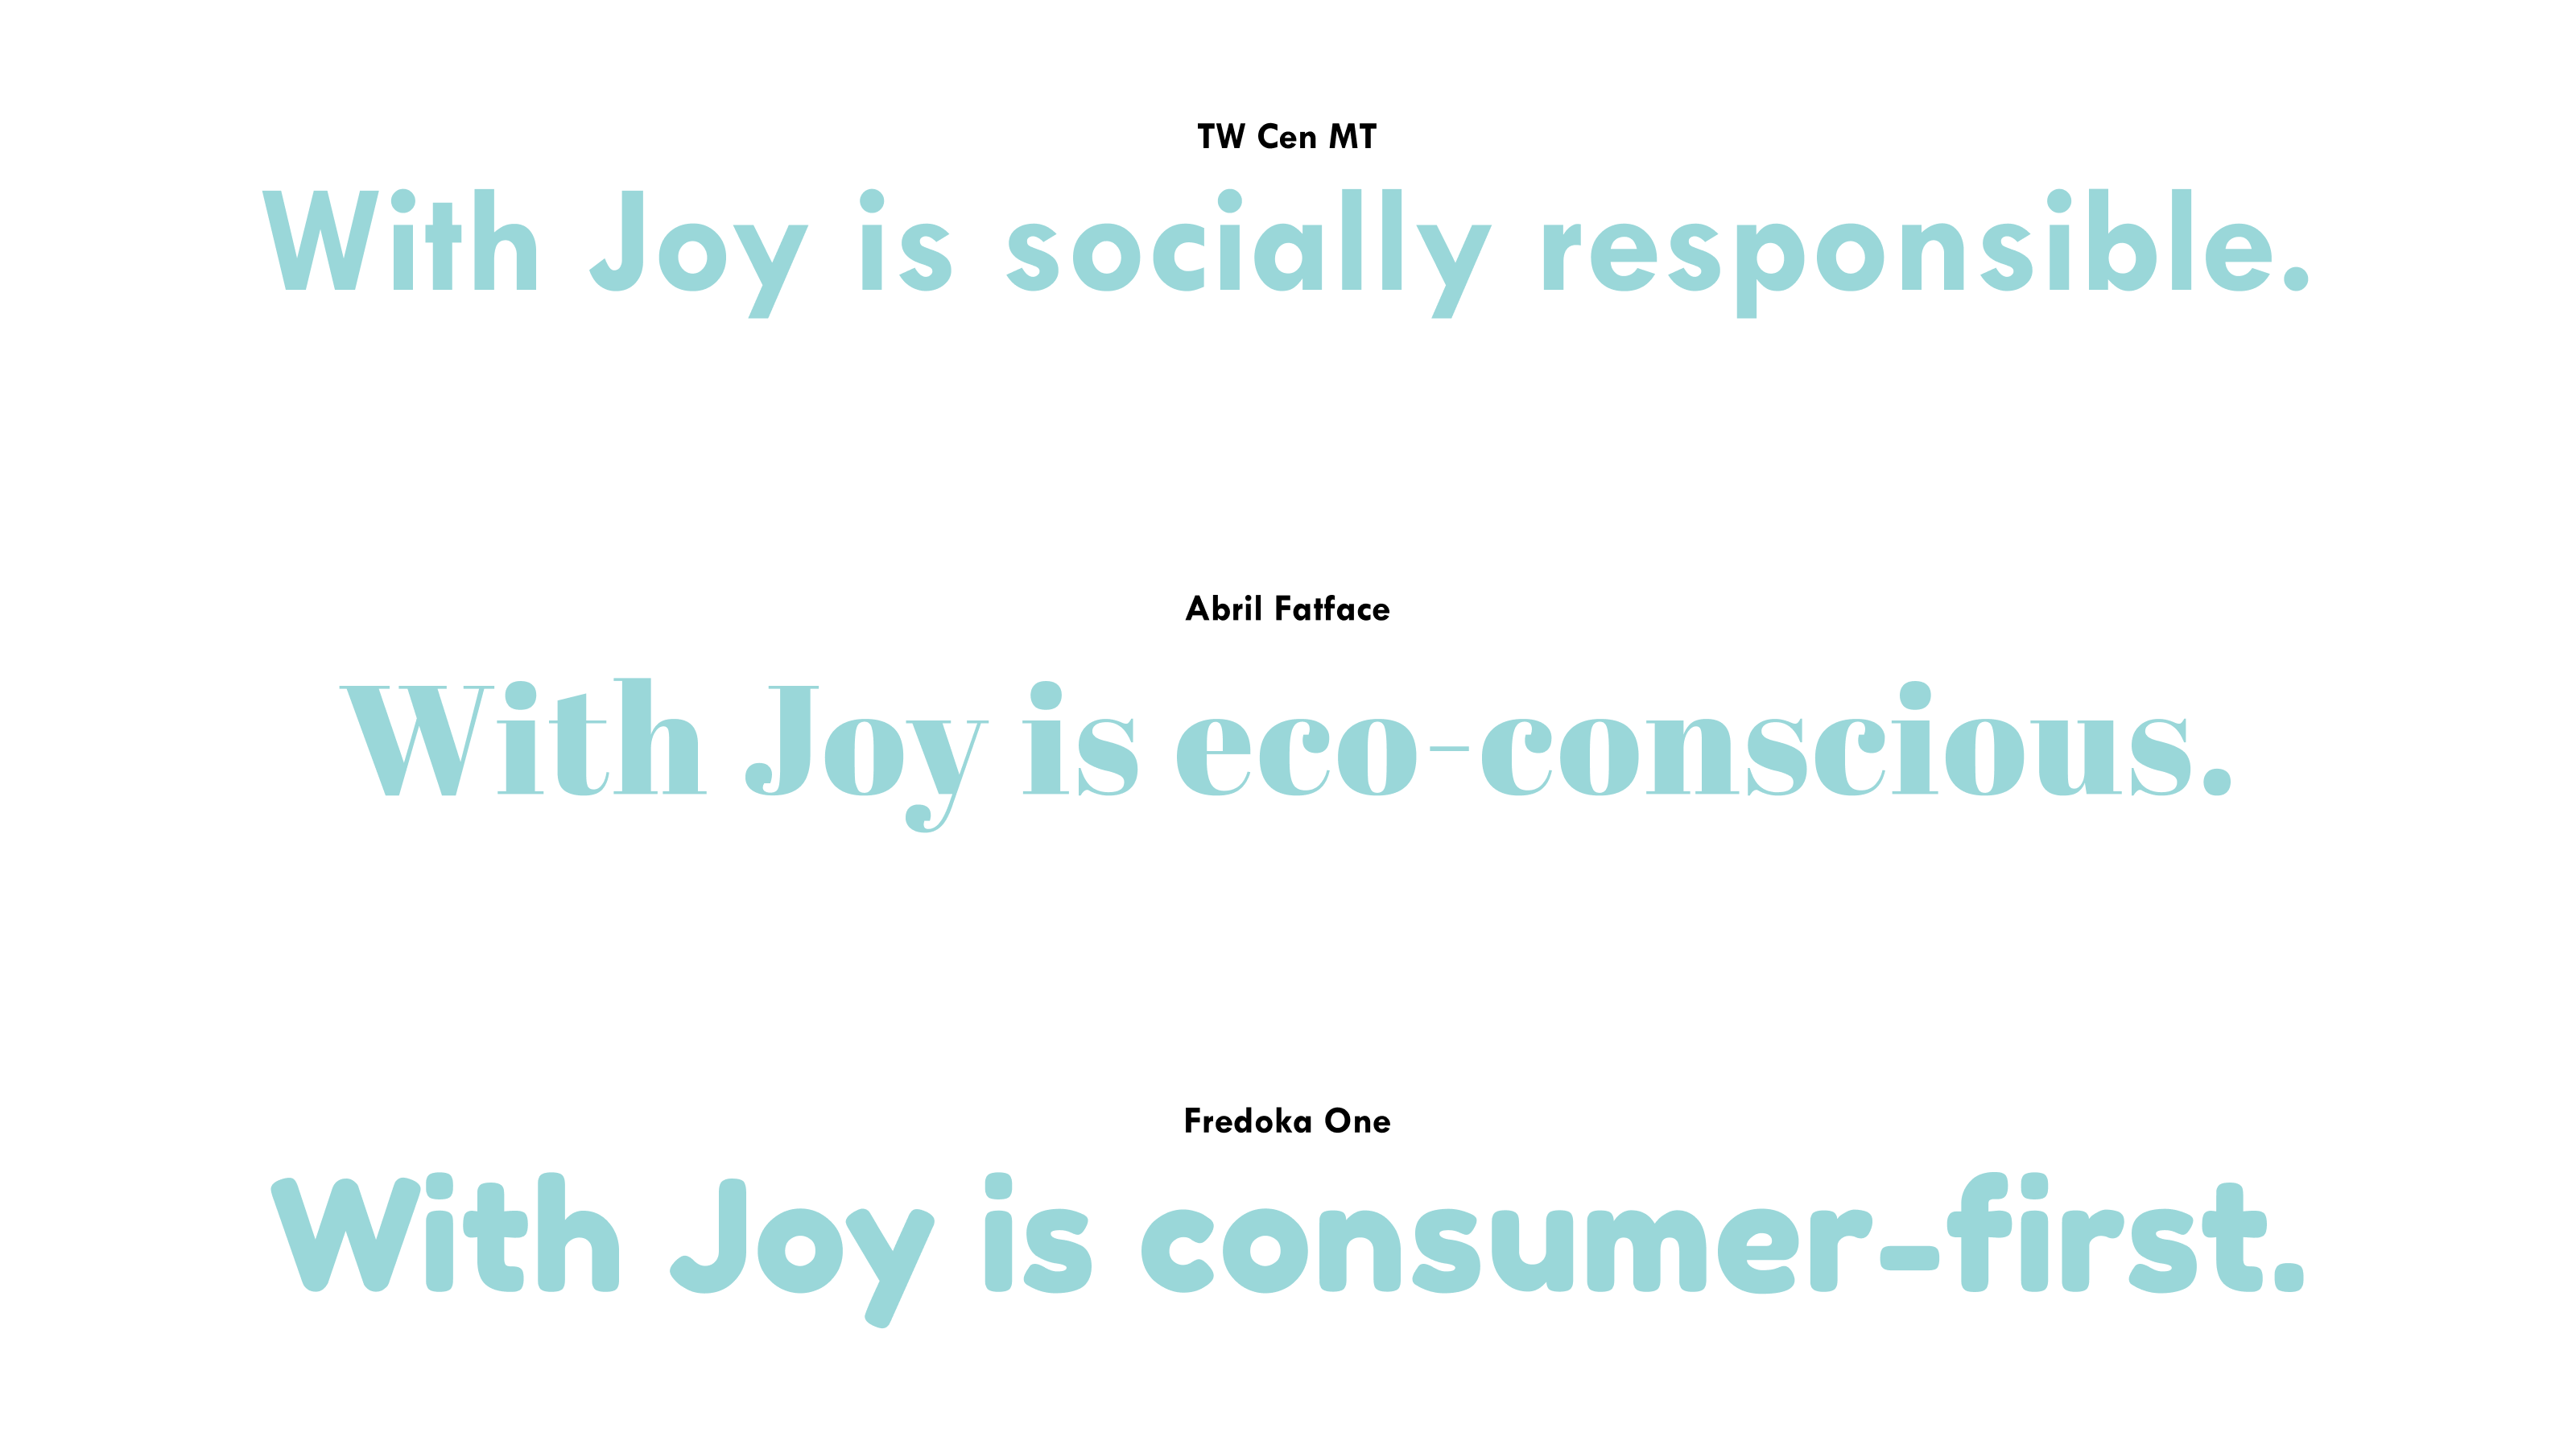 TW Cen MT
With Joy is socially responsible.
Abril Fatface
With Joy is eco-conscious.
Fredoka One
With Joy is consumer-first.